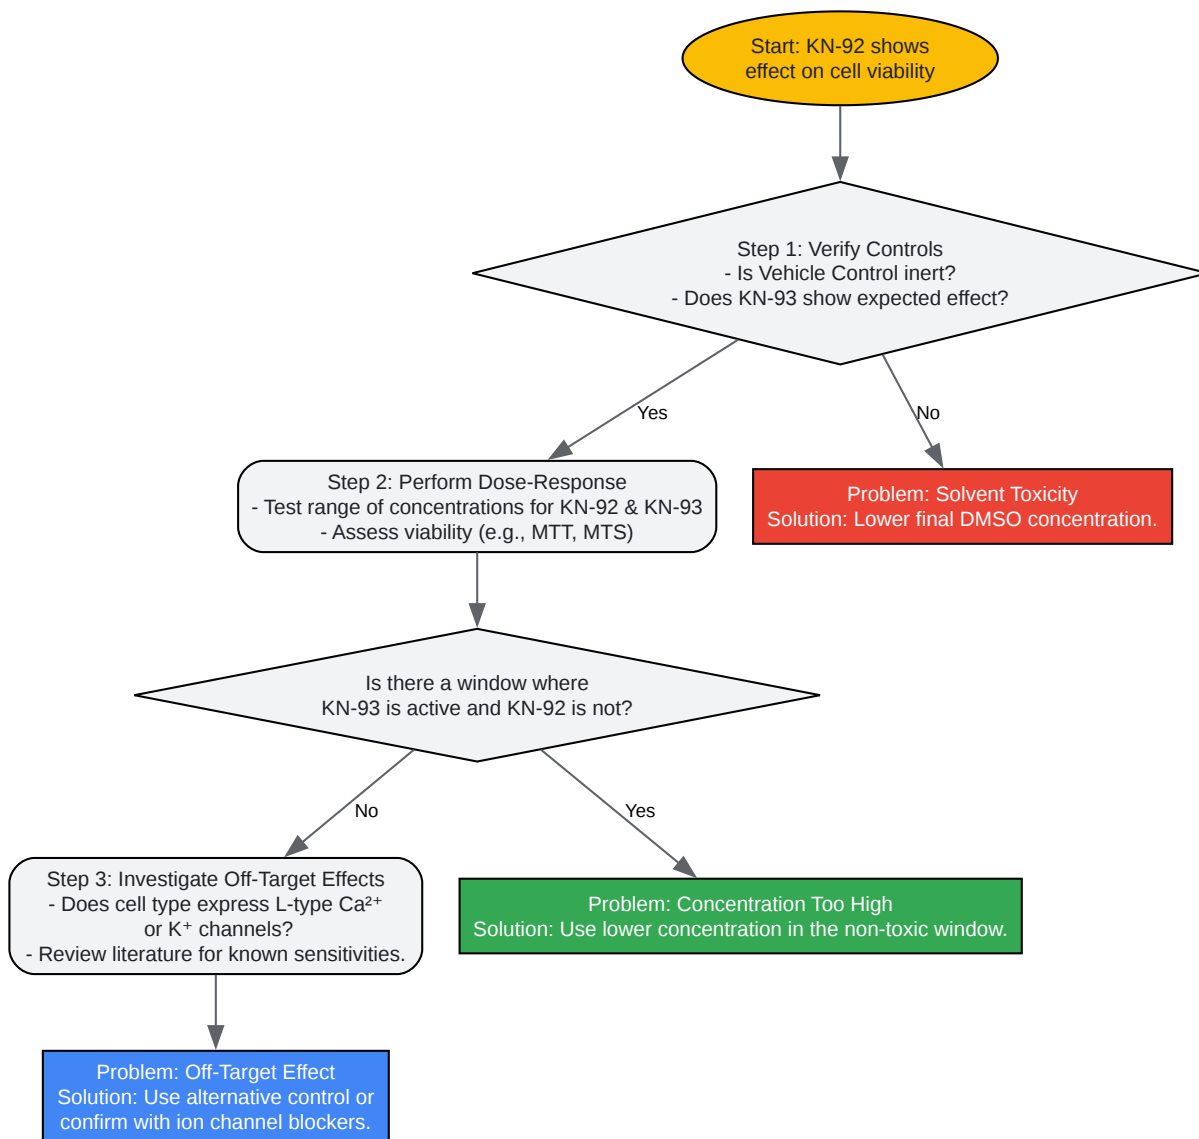 Start: KN-92 shows
effect on cell viability
Step 1: Verify Controls
- Is Vehicle Control inert?
- Does KN-93 show expected effect?
Yes
No
Step 2: Perform Dose-Response
- Test range of concentrations for KN-92 & KN-93
- Assess viability (e.g., MTT, MTS)
Problem: Solvent Toxicity
Solution: Lower final DMSO concentration.
Is there a window where
KN-93 is active and KN-92 is not?
No
Yes
Step 3: Investigate Off-Target Effects
- Does cell type express L-type Ca²⁺
or K⁺ channels?
- Review literature for known sensitivities.
Problem: Concentration Too High
Solution: Use lower concentration in the non-toxic window.
Problem: Off-Target Effect
Solution: Use alternative control or
confirm with ion channel blockers.